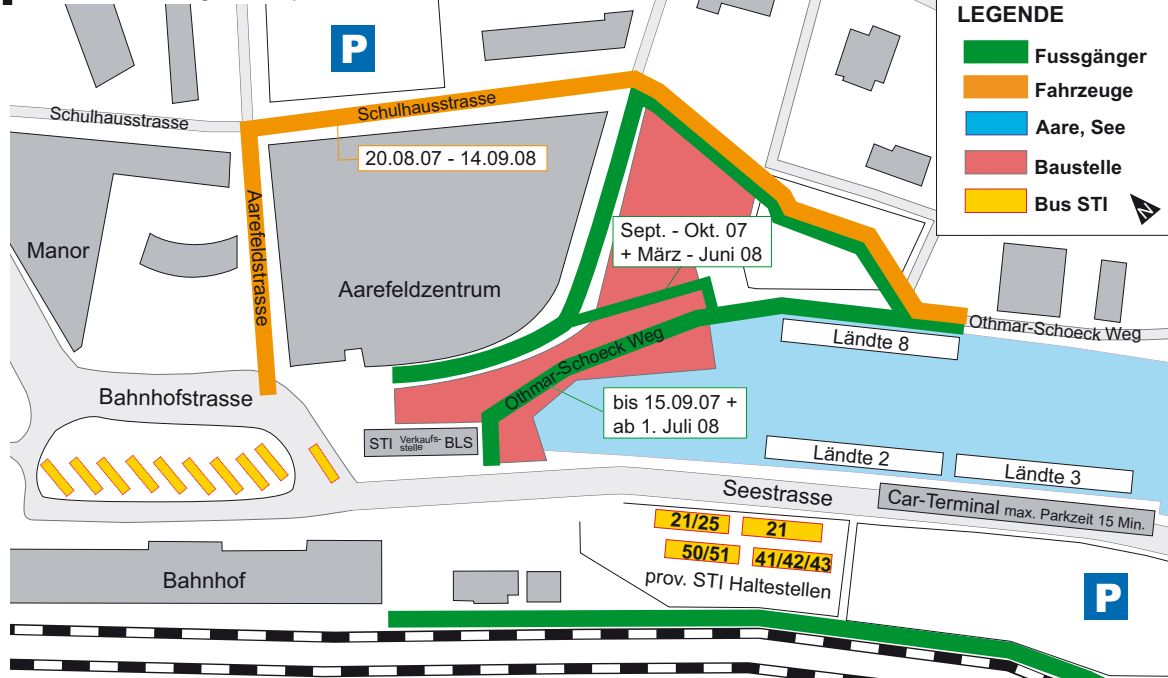 LEGENDE
Fussgänger
Fahrzeuge
Aare, See
Baustelle
Bus STI
N
P
Schulhausstrasse
Schulhausstrasse
20.08.07 - 14.09.08
Aarefeldstrasse
Manor
Aarefeldzentrum
Sept. - Okt. 07
+ März - Juni 08
Othmar-Schoeck Weg
Ländte 8
Othmar-Schoeck Weg
Bahnhofstrasse
bis 15.09.07 +
ab 1. Juli 08
STI Verkaufs-
stelle BLS
Ländte 2
Ländte 3
Seestrasse
Car-Terminal max. Parkzeit 15 Min.
21/25
21
50/51
41/42/43
prov. STI Haltestellen
Bahnhof
P